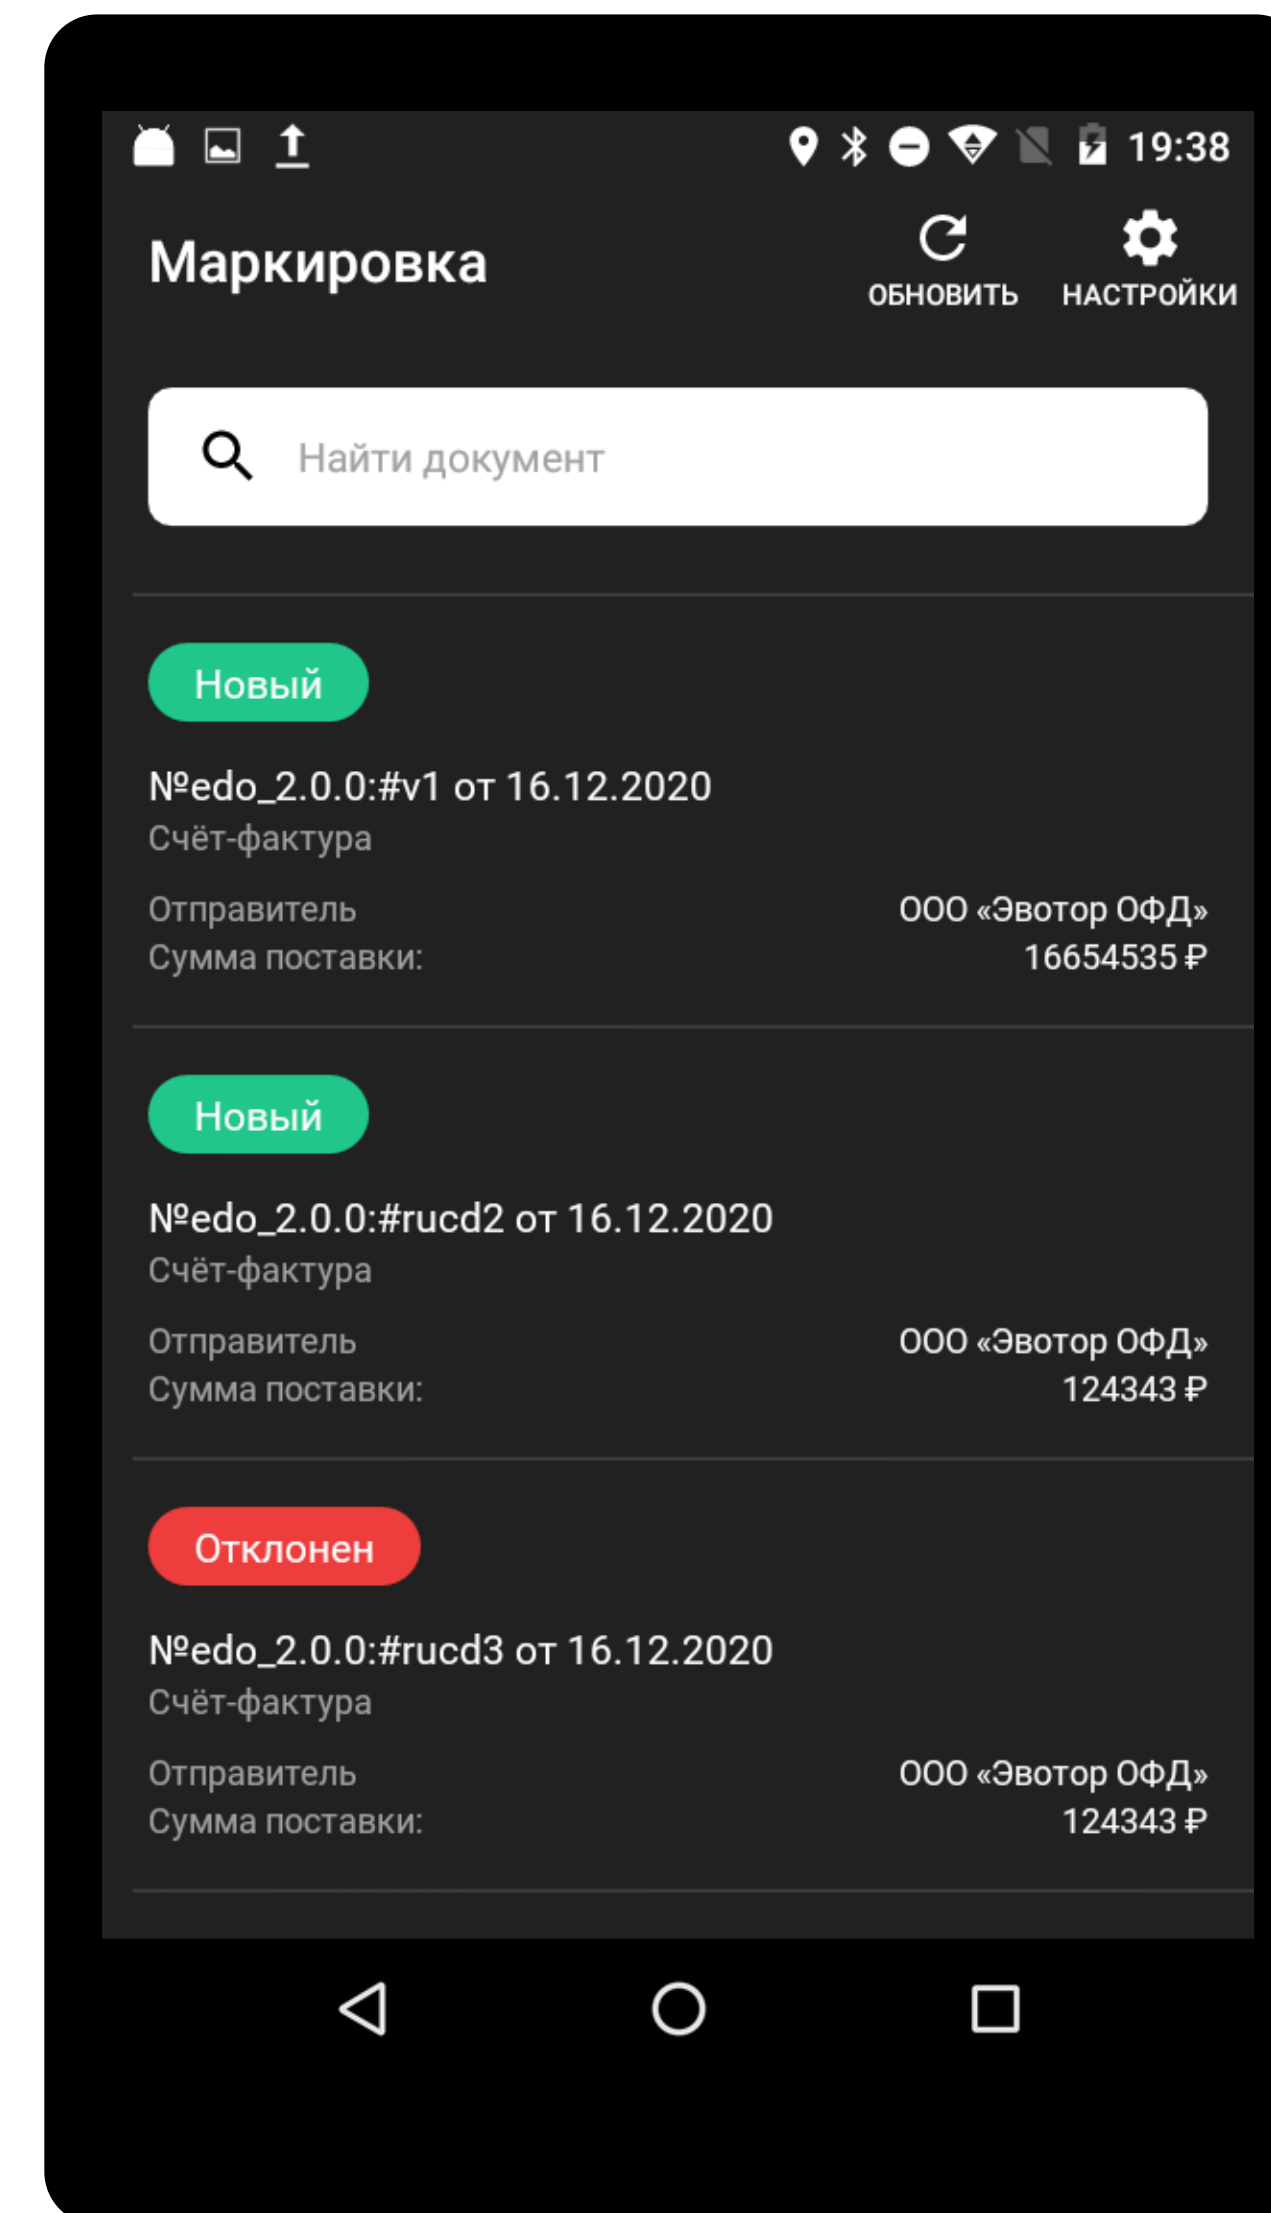 19:38
Маркировка
ОБНОВИТЬ НАСТРОЙКИ
Найти документ
Новый
№edo_2.0.0:#v1 от 16.12.2020
Счёт-фактура
Отправитель ООО «Эвотор ОФД»
Сумма поставки: 16654535 ₽
Новый
№edo_2.0.0:#rucd2 от 16.12.2020
Счёт-фактура
Отправитель ООО «Эвотор ОФД»
Сумма поставки: 124343 ₽
Отклонен
№edo_2.0.0:#rucd3 от 16.12.2020
Счёт-фактура
Отправитель ООО «Эвотор ОФД»
Сумма поставки: 124343 ₽